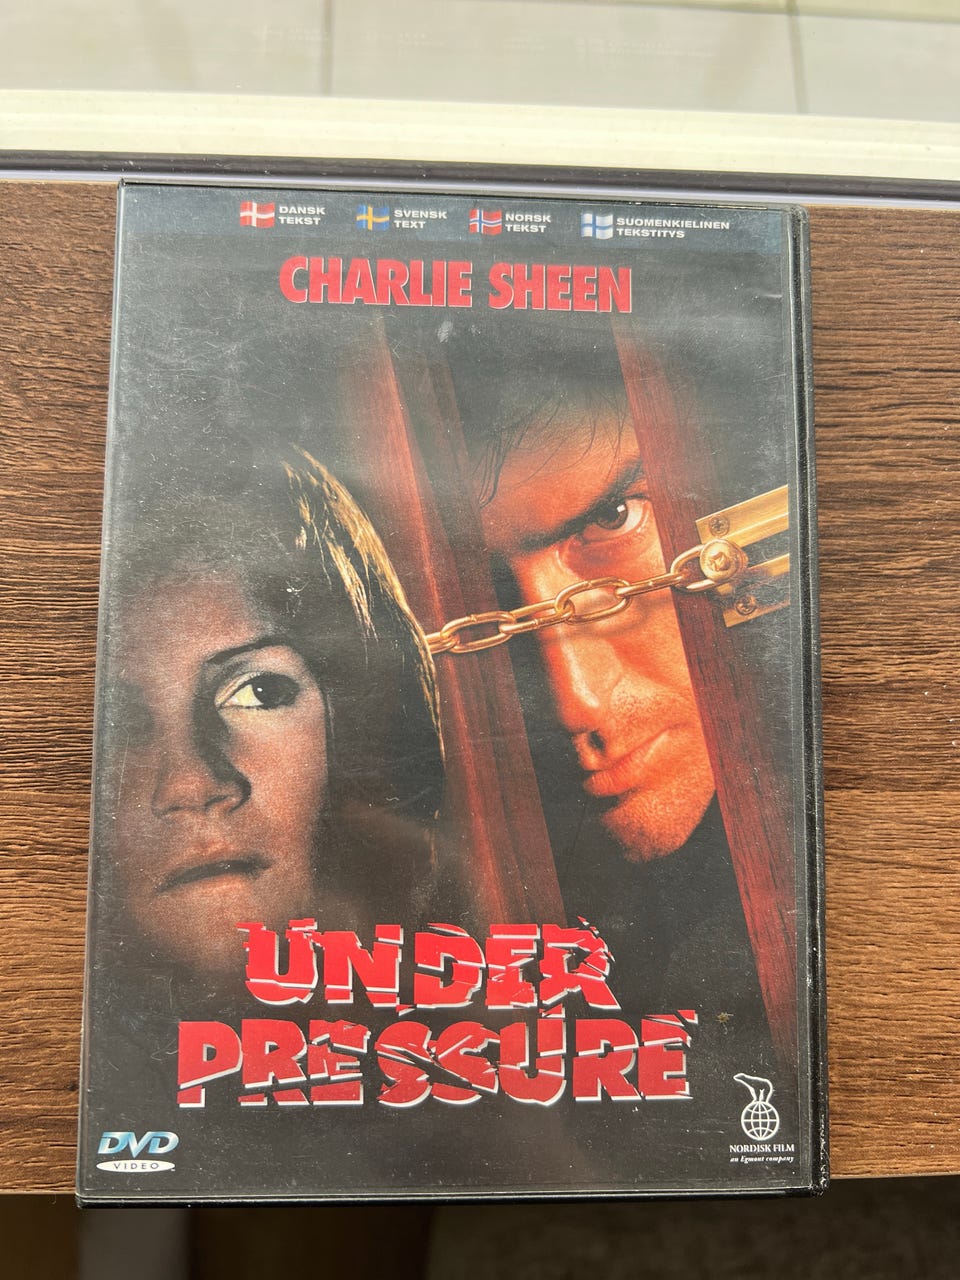 DANSK
TEKST
SVENSK
TEXT
NORSK
TEKST
SUOMENKIELINEN
TEKSTITYS
CHARLIE SHEEN
UNDER
PRESSURE
DVD
VIDEO
NORDISK FILM
an Egmont company